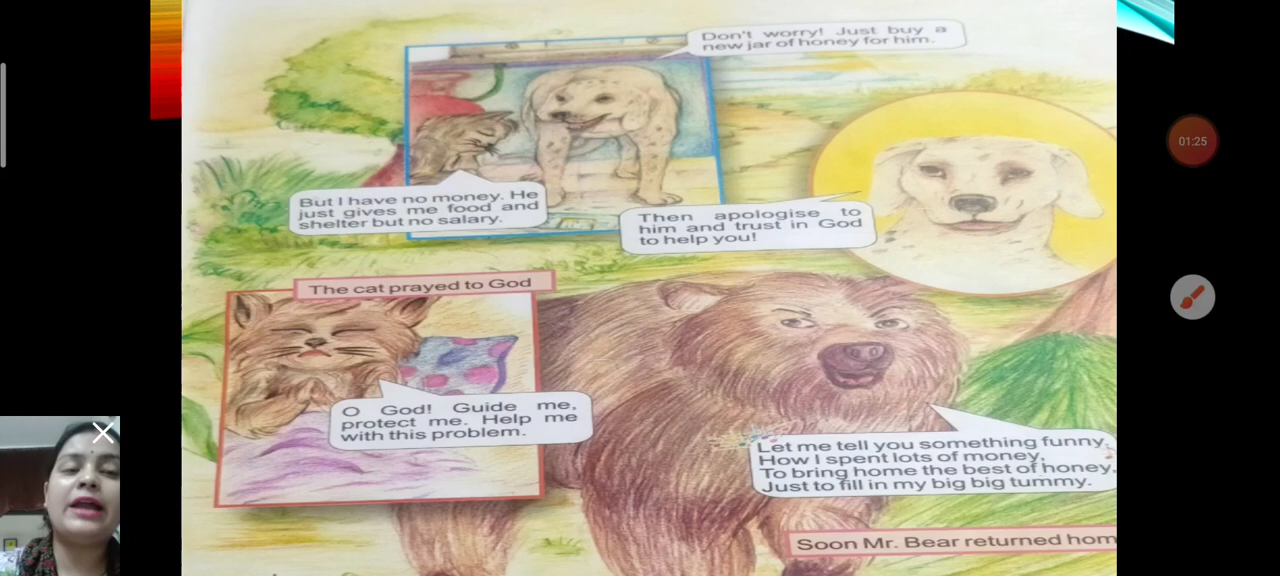 Don't worry! Just buy a
new jar of honey for him.
But I have no money. He
just gives me food and
shelter but no salary.
Then apologise to
him and trust in God
to help you!
The cat prayed to God
O God! Guide me,
protect me. Help me
with this problem.
Let me tell you something funny,
How I spent lots of money,
To bring home the best of honey,
Just to fill in my big big tummy.
Soon Mr. Bear returned hom
01:25